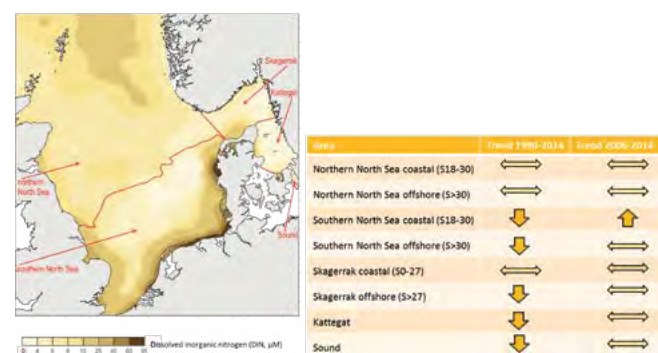 Skagerrak
Kattegat
northern
North Sea
Sound
southern North Sea
Dissolved inorganic nitrogen (DIN, µM)
Area Trend 1990-2014 Trend 2006-2014
Northern North Sea coastal (S18-30)
Northern North Sea offshore (S>30)
Southern North Sea coastal (S18-30)
Southern North Sea offshore (S>30)
Skagerrak coastal (S0-27)
Skagerrak offshore (S>27)
Kattegat
Sound